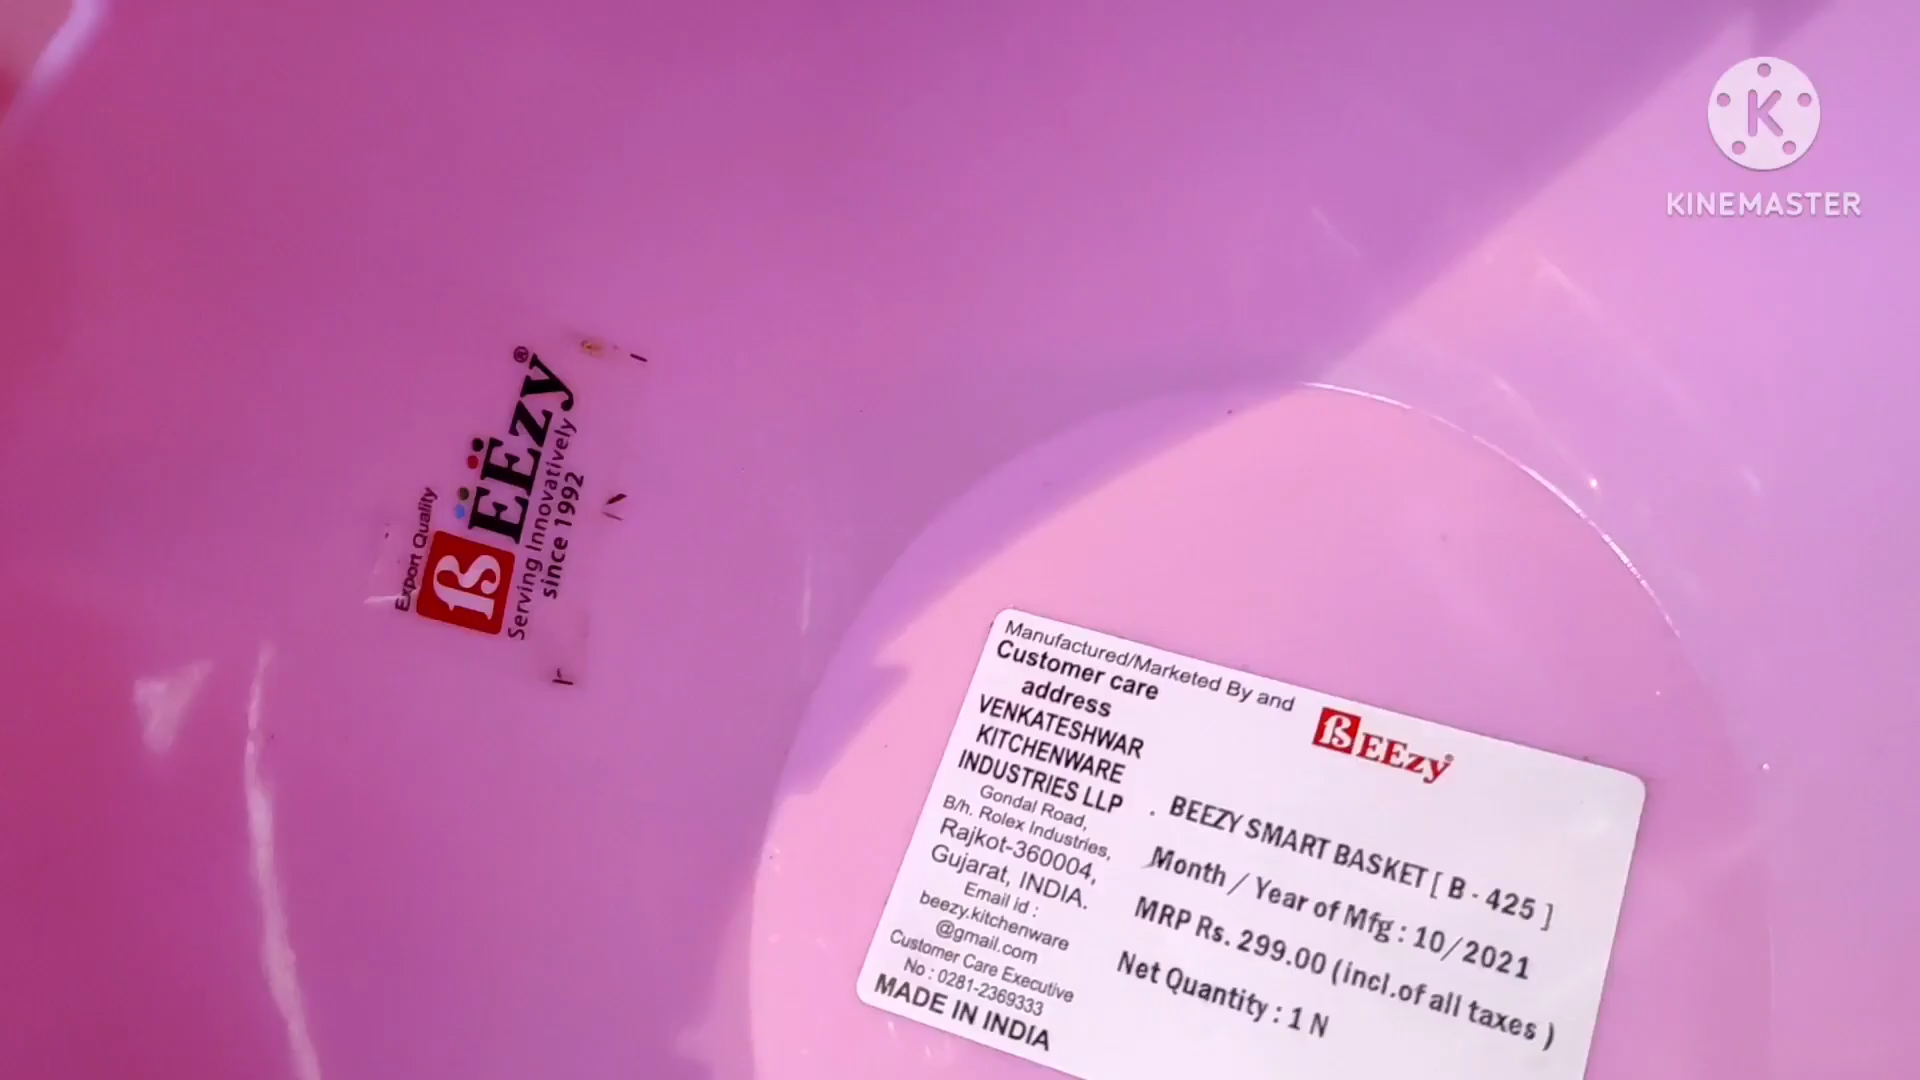 KINEMASTER
Export Quality
ßEËzy®
Serving Innovatively
since 1992
Manufactured/Marketed By and
Customer care
address
VENKATESHWAR
KITCHENWARE
INDUSTRIES LLP
Gondal Road,
B/h. Rolex Industries,
Rajkot-360004,
Gujarat, INDIA.
Email id :
beezy.kitchenware
@gmail.com
Customer Care Executive
No : 0281-2369333
MADE IN INDIA
ßEEzy®
. BEEZY SMART BASKET [ B - 425 ]
Month / Year of Mfg : 10/2021
MRP Rs. 299.00 (incl.of all taxes )
Net Quantity : 1 N